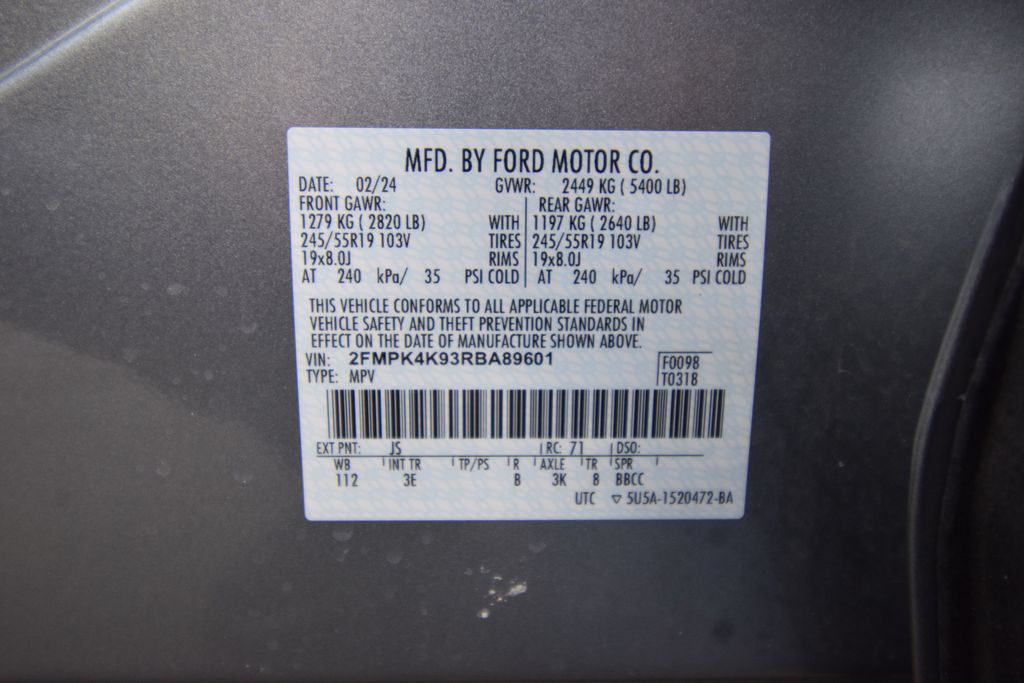 MFD. BY FORD MOTOR CO.
DATE: 02/24 GVWR: 2449 KG ( 5400 LB)
FRONT GAWR: REAR GAWR:
1279 KG ( 2820 LB) WITH 1197 KG ( 2640 LB) WITH
245/55R19 103V TIRES 245/55R19 103V TIRES
19x8.0J RIMS 19x8.0J RIMS
AT 240 kPa/ 35 PSI COLD AT 240 kPa/ 35 PSI COLD
THIS VEHICLE CONFORMS TO ALL APPLICABLE FEDERAL MOTOR
VEHICLE SAFETY AND THEFT PREVENTION STANDARDS IN
EFFECT ON THE DATE OF MANUFACTURE SHOWN ABOVE.
VIN: 2FMPK4K93RBA89601 F0098
TYPE: MPV T0318
EXT PNT: JS RC: 71 DSO:
WB INT TR TP/PS R AXLE TR SPR
112 3E B 3K 8 BBCC
UTC ▽ 5U5A-1520472-BA